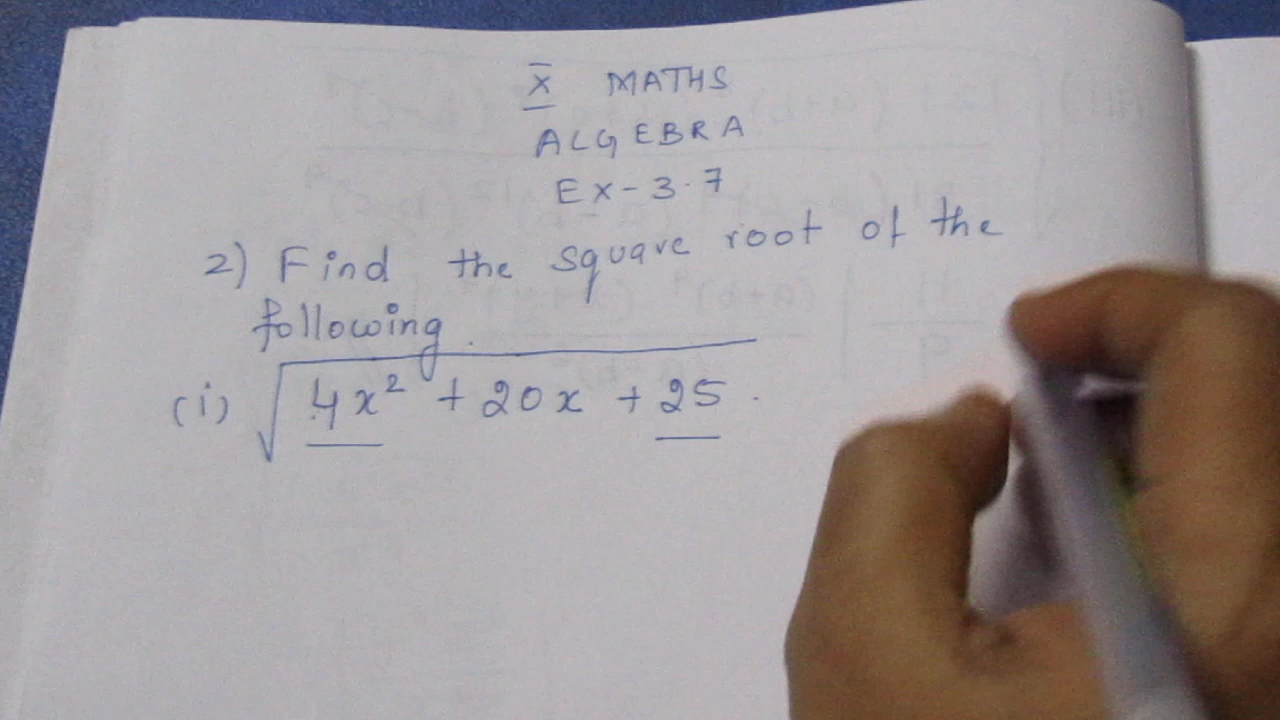 X MATHS
ALGEBRA
EX-3.7
2) Find the square root of the
following.
(i) √4x² + 20x + 25.